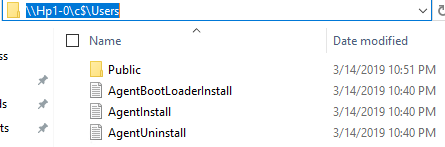 \\Hp1-0\c$\Users
Name Date modified
Public 3/14/2019 10:51 PM
AgentBootLoaderInstall 3/14/2019 10:40 PM
AgentInstall 3/14/2019 10:40 PM
ls AgentUninstall 3/14/2019 10:40 PM